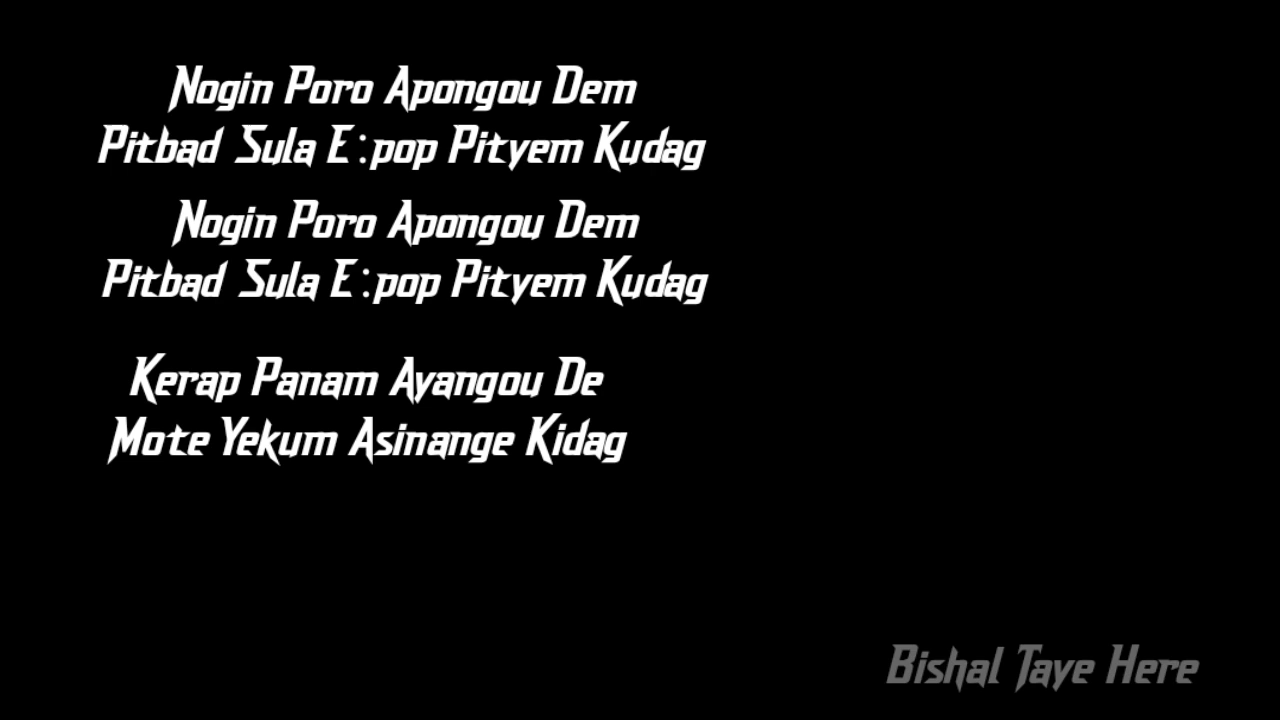 Nogin Poro Apongou Dem
Pitbad Sula E:pop Pityem Kudag
Nogin Poro Apongou Dem
Pitbad Sula E:pop Pityem Kudag
Kerap Panam Ayangou De
Mote Yekum Asinange Kidag
Bishal Taye Here